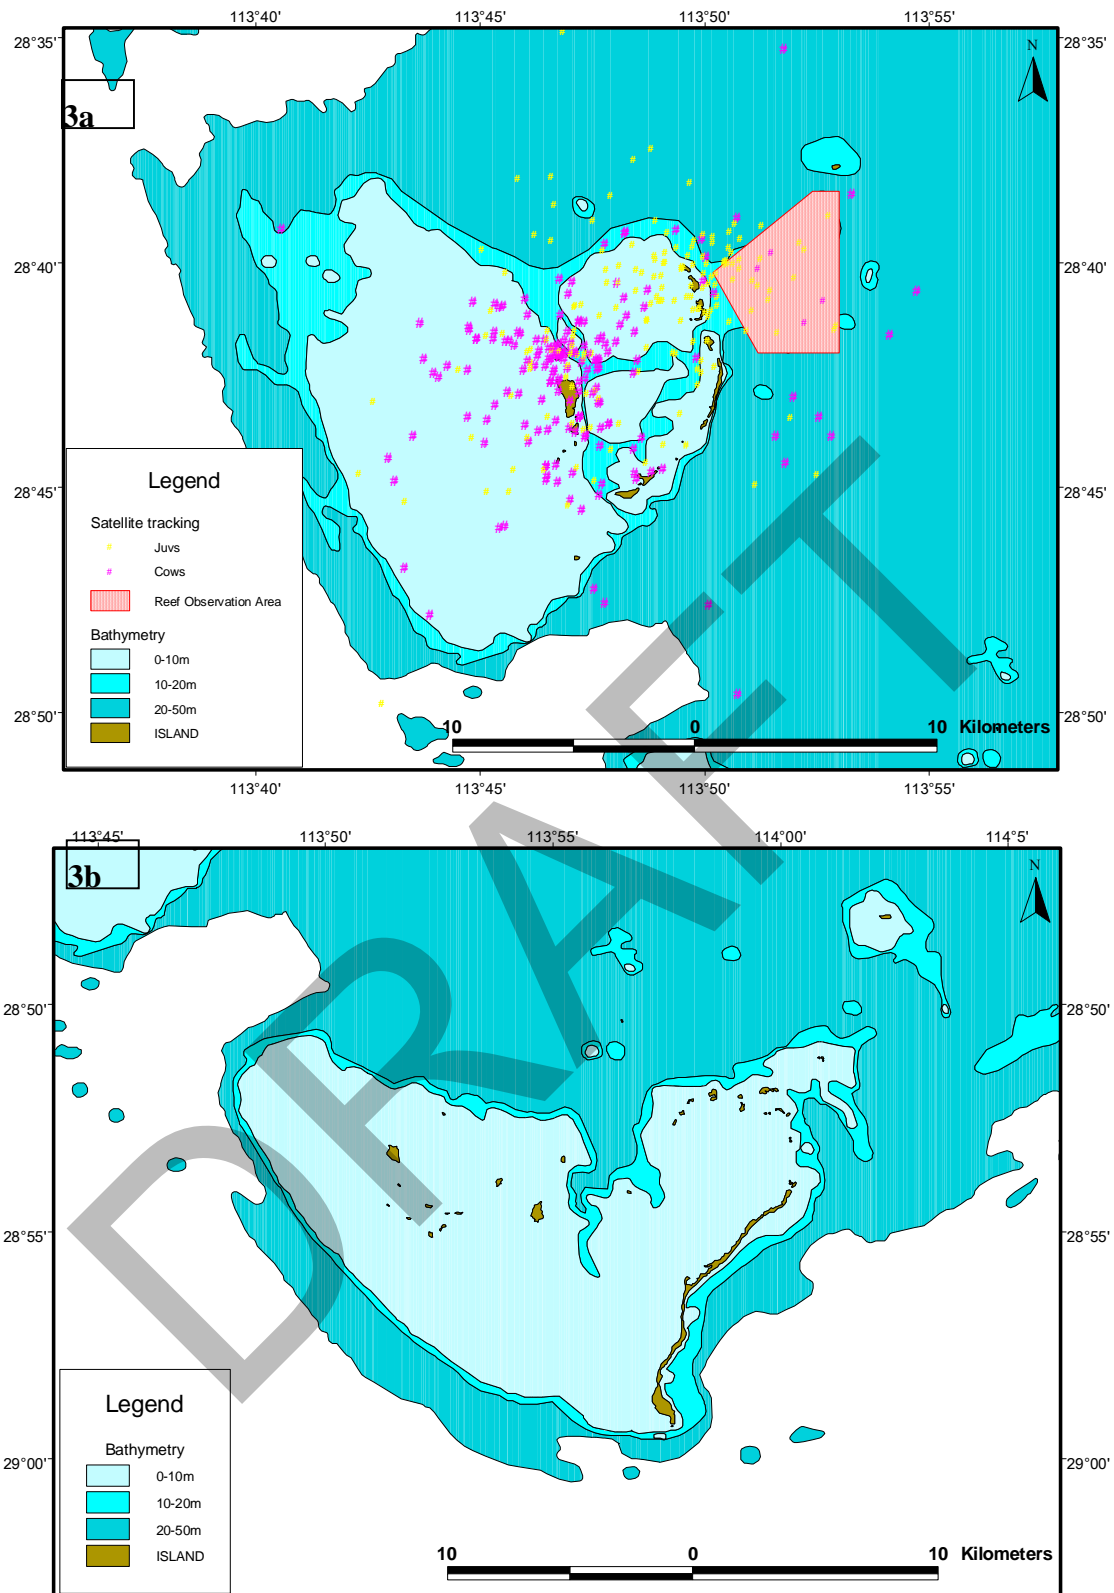 113°40' 113°45' 113°50' 113°55'
28°35' 28°35'
N
3a
28°40' 28°40'
28°45' 28°45'
Legend
Satellite tracking
# Juvs
# Cows
Reef Observation Area
Bathymetry
0-10m
10-20m
20-50m
ISLAND
28°50' 28°50'
10 0 10 Kilometers
113°40' 113°45' 113°50' 113°55'
DRAFT
113°45' 113°50' 113°55' 114°00' 114°5'
3b
N
28°50' 28°50'
28°55' 28°55'
Legend
Bathymetry
0-10m
10-20m
20-50m
ISLAND
29°00' 29°00'
10 0 10 Kilometers